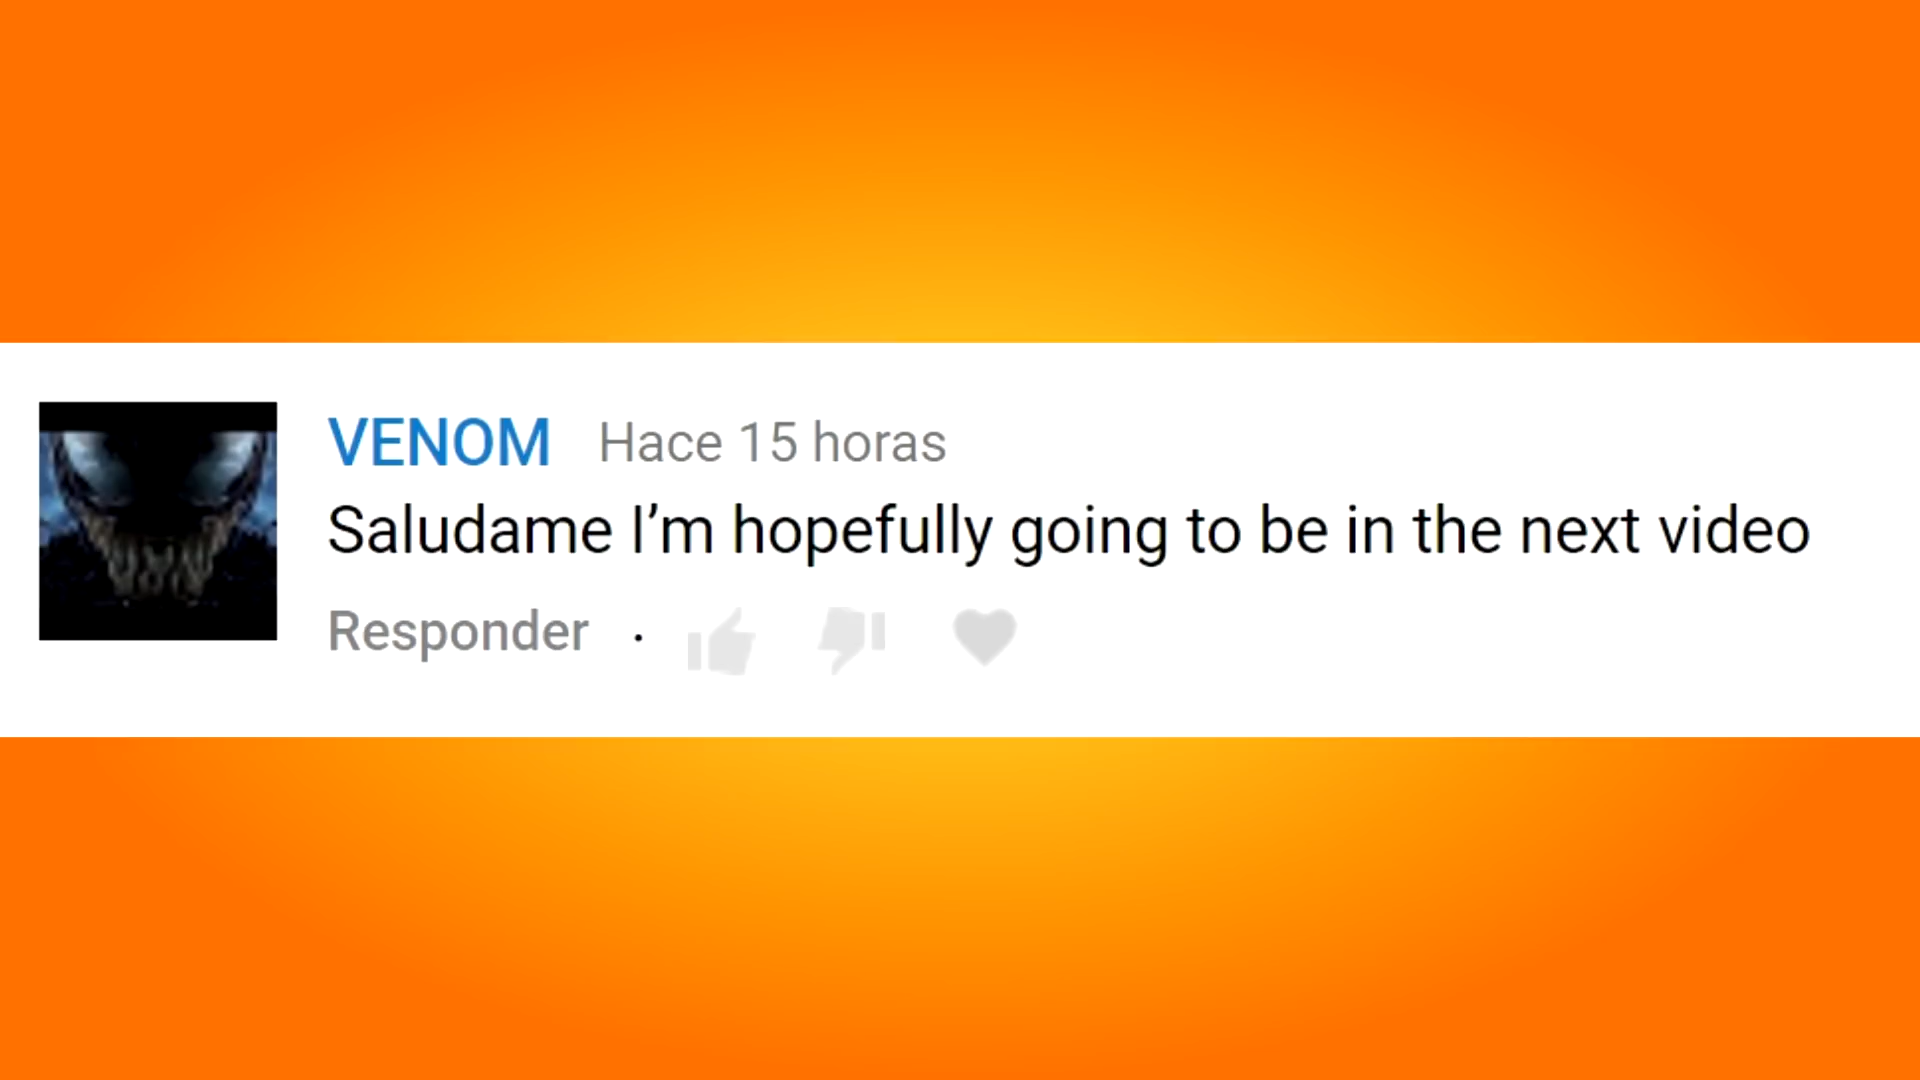 VENOM Hace 15 horas
Saludame I’m hopefully going to be in the next video
Responder ·